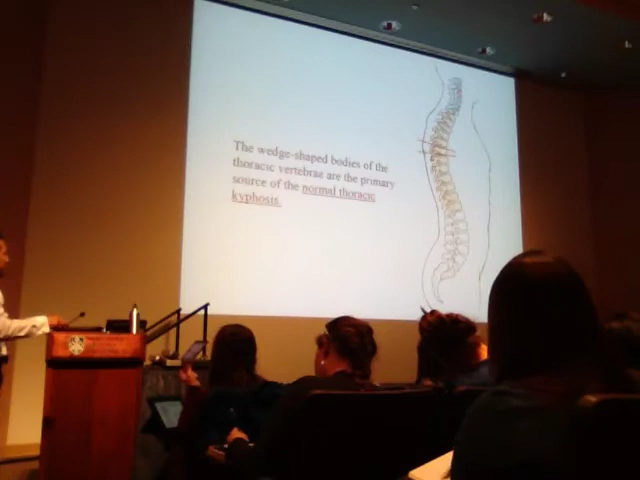 The wedge-shaped bodies of the
thoracic vertebrae are the primary
source of the normal thoracic
kyphosis.